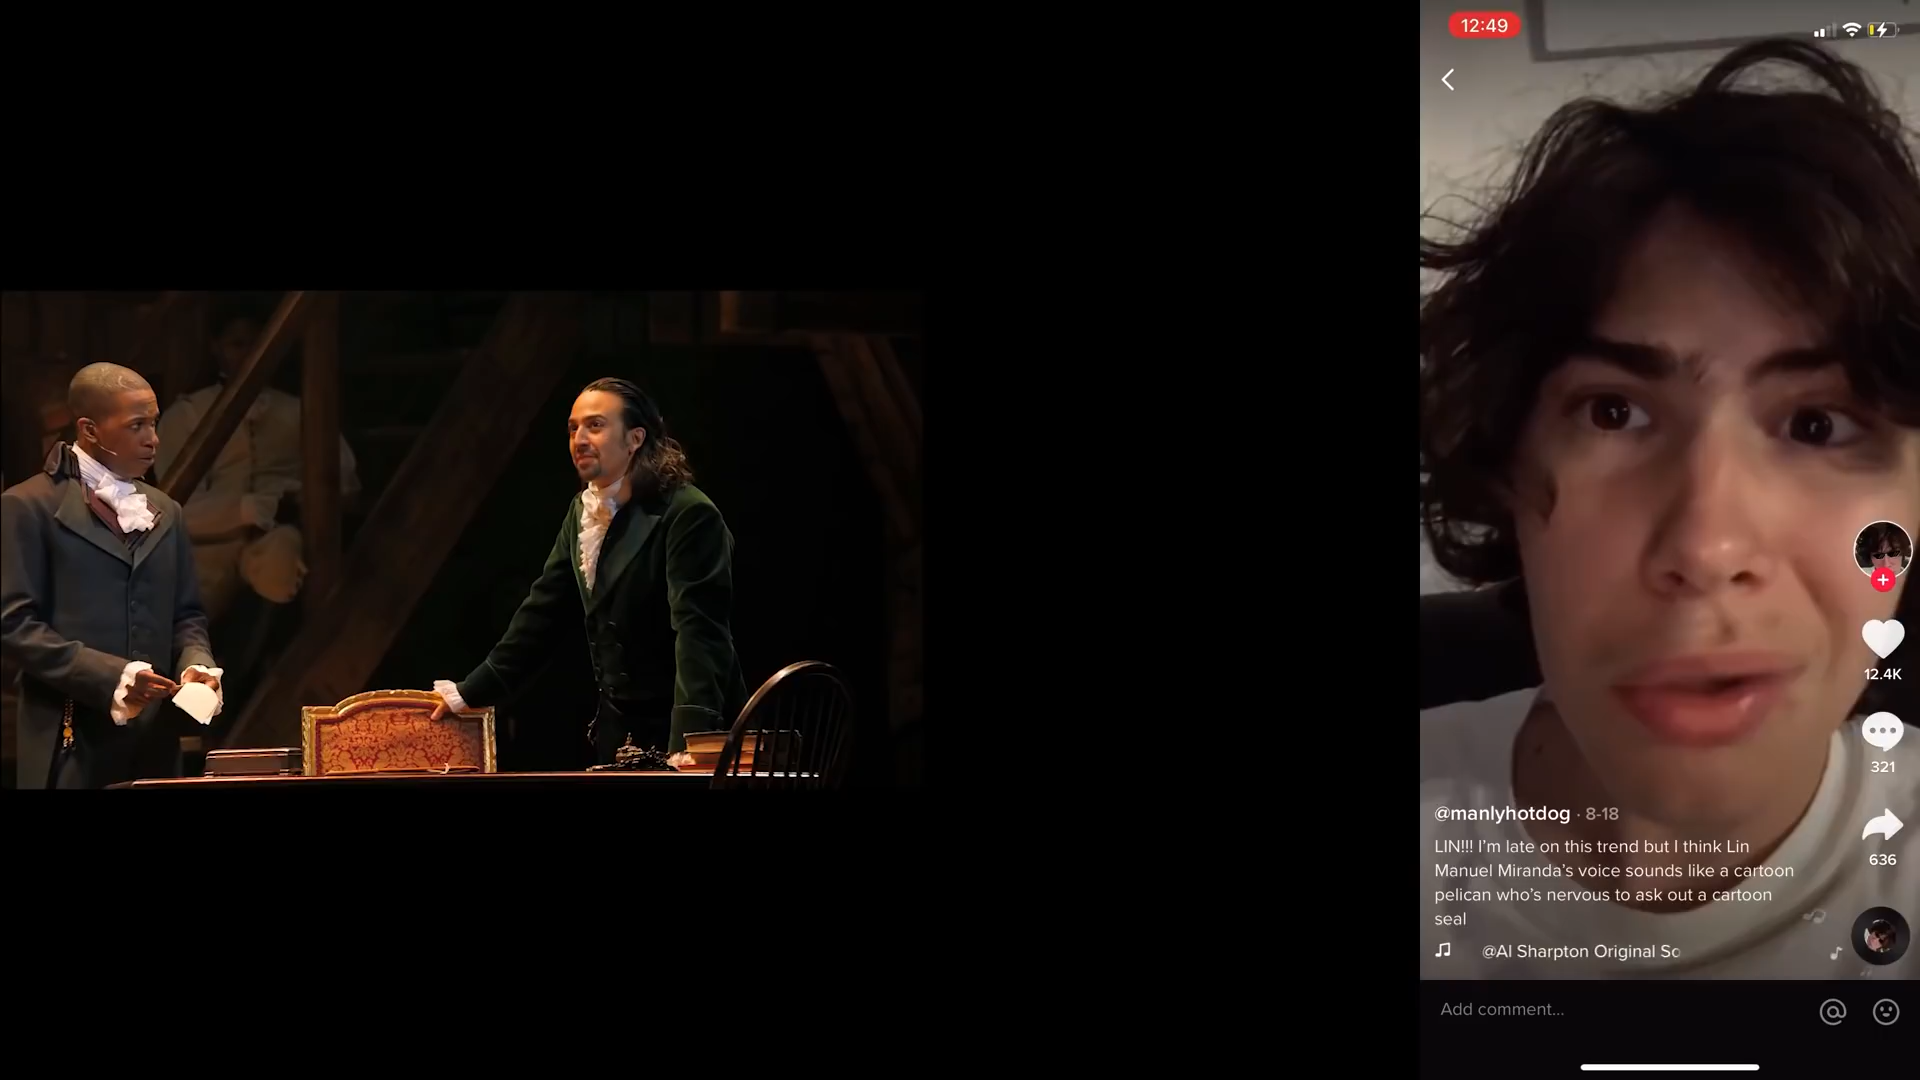 12:49
12.4K
321
636
@manlyhotdog · 8-18
LIN!!! I'm late on this trend but I think Lin
Manuel Miranda's voice sounds like a cartoon
pelican who's nervous to ask out a cartoon
seal
@Al Sharpton Original So
Add comment...